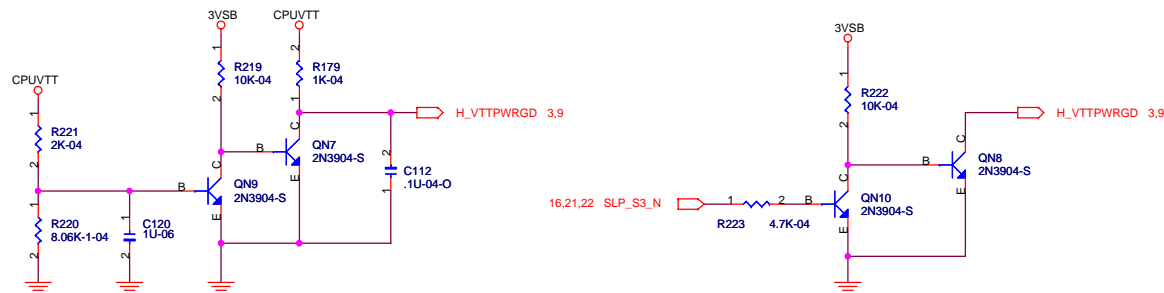 3VSB
CPUVTT
1
2
R219
10K-04
R179
1K-04
2
1
CPUVTT
1
R221
2K-04
2
H_VTTPWRGD 3,9
C
B
QN7
2N3904-S
E
2
C112
.1U-04-O
1
C
B
QN9
2N3904-S
E
R220
8.06K-1-04
1
2
1
C120
1U-06
2
3VSB
1
R222
10K-04
2
H_VTTPWRGD 3,9
C
B
QN8
2N3904-S
E
16,21,22 SLP_S3_N
1
2
R223 4.7K-04
C
B
QN10
2N3904-S
E